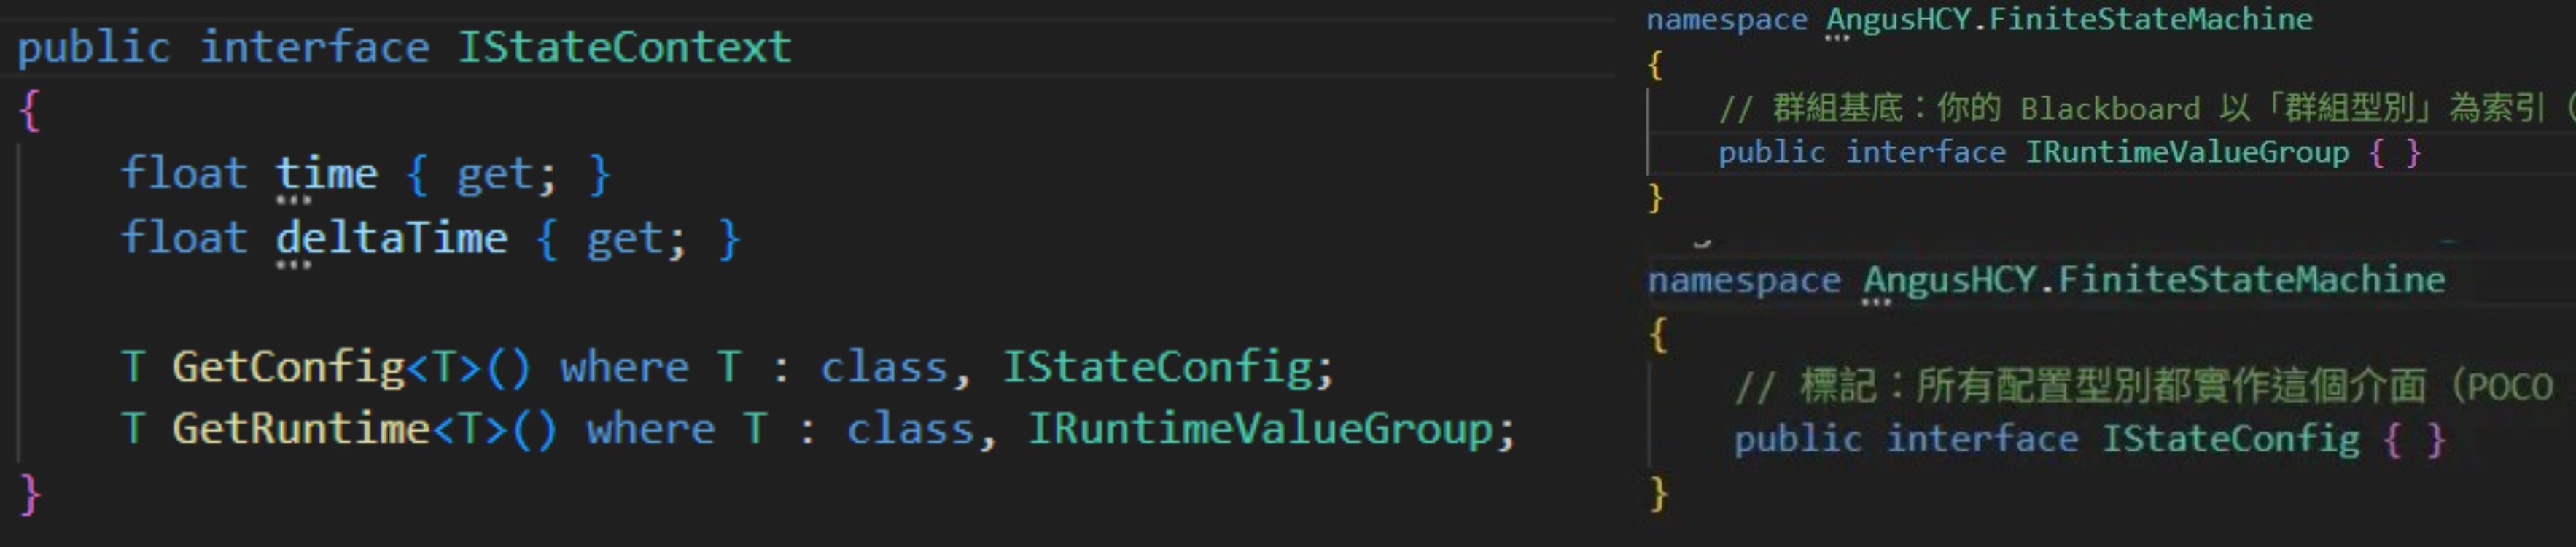 public interface IStateContext
{
float time { get; }
float deltaTime { get; }
T GetConfig<T>() where T : class, IStateConfig;
T GetRuntime<T>() where T : class, IRuntimeValueGroup;
}
namespace AngusHCY.FiniteStateMachine
{
// 群組基底：你的 Blackboard 以「群組型別」為索引（
public interface IRuntimeValueGroup { }
}
namespace AngusHCY.FiniteStateMachine
{
// 標記：所有配置型別都實作這個介面（POCO
public interface IStateConfig { }
}